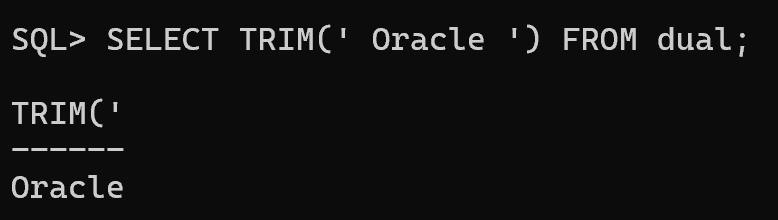 SQL> SELECT TRIM(' Oracle ') FROM dual;
TRIM('
------
Oracle